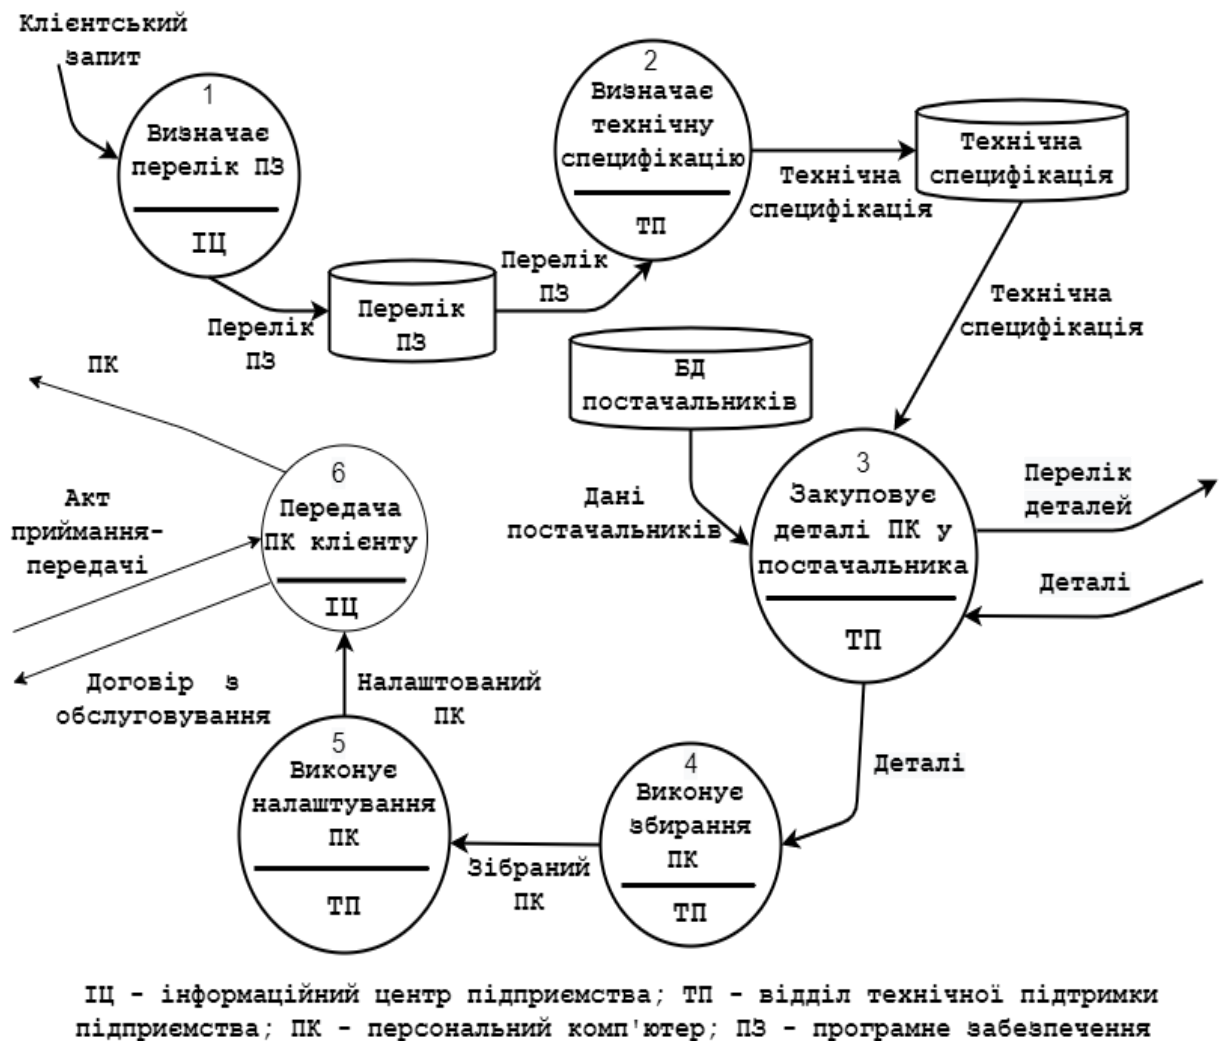 Клієнтський
запит
1
Визначає
перелік ПЗ
ІЦ
Перелік
ПЗ
Перелік
ПЗ
Перелік
ПЗ
2
Визначає
технічну
специфікацію
ТП
Технічна
специфікація
Технічна
специфікація
Технічна
специфікація
БД
постачальників
Дані
постачальників
3
Закуповує
деталі ПК у
постачальника
ТП
Перелік
деталей
Деталі
Деталі
4
Виконує
збирання
ПК
ТП
Зібраний
ПК
5
Виконує
налаштування
ПК
ТП
Налаштований
ПК
6
Передача
ПК клієнту
ІЦ
ПК
Акт
приймання-
передачі
Договір з
обслуговування
ІЦ - інформаційний центр підприємства; ТП - відділ технічної підтримки
підприємства; ПК - персональний комп'ютер; ПЗ - програмне забезпечення